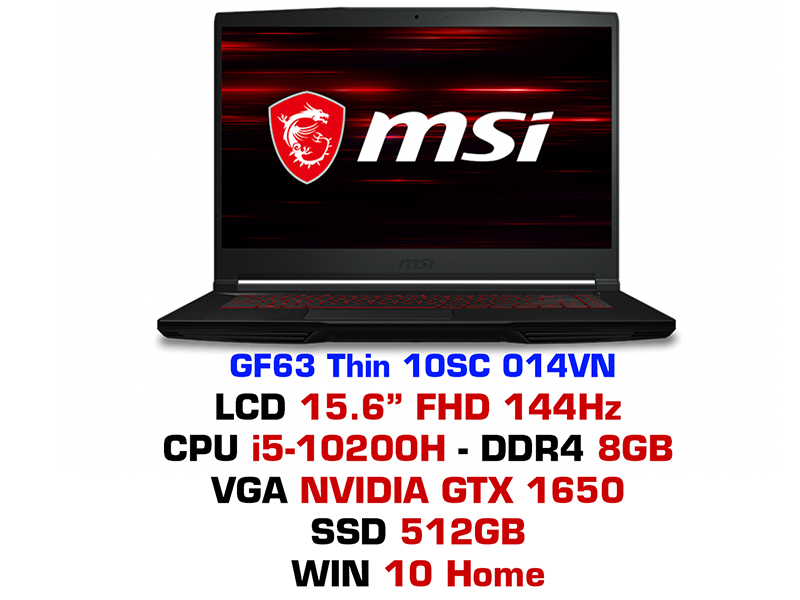 msi
msi
GF63 Thin 10SC 014VN
LCD 15.6” FHD 144Hz
CPU i5-10200H - DDR4 8GB
VGA NVIDIA GTX 1650
SSD 512GB
WIN 10 Home